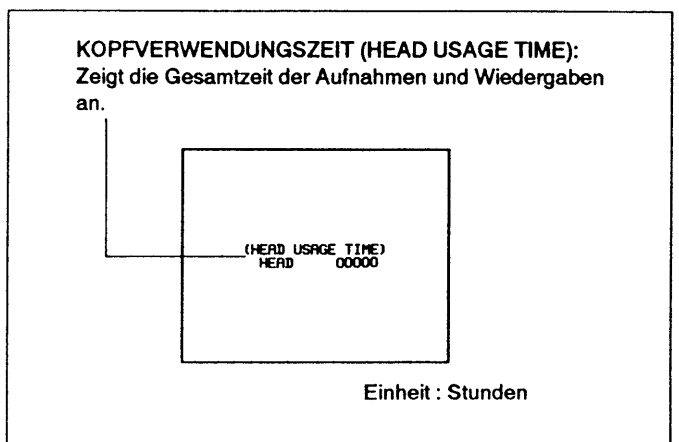 KOPFVERWENDUNGSZEIT (HEAD USAGE TIME):
Zeigt die Gesamtzeit der Aufnahmen und Wiedergaben
an.
(HEAD USAGE TIME)
HEAD 00000
Einheit : Stunden